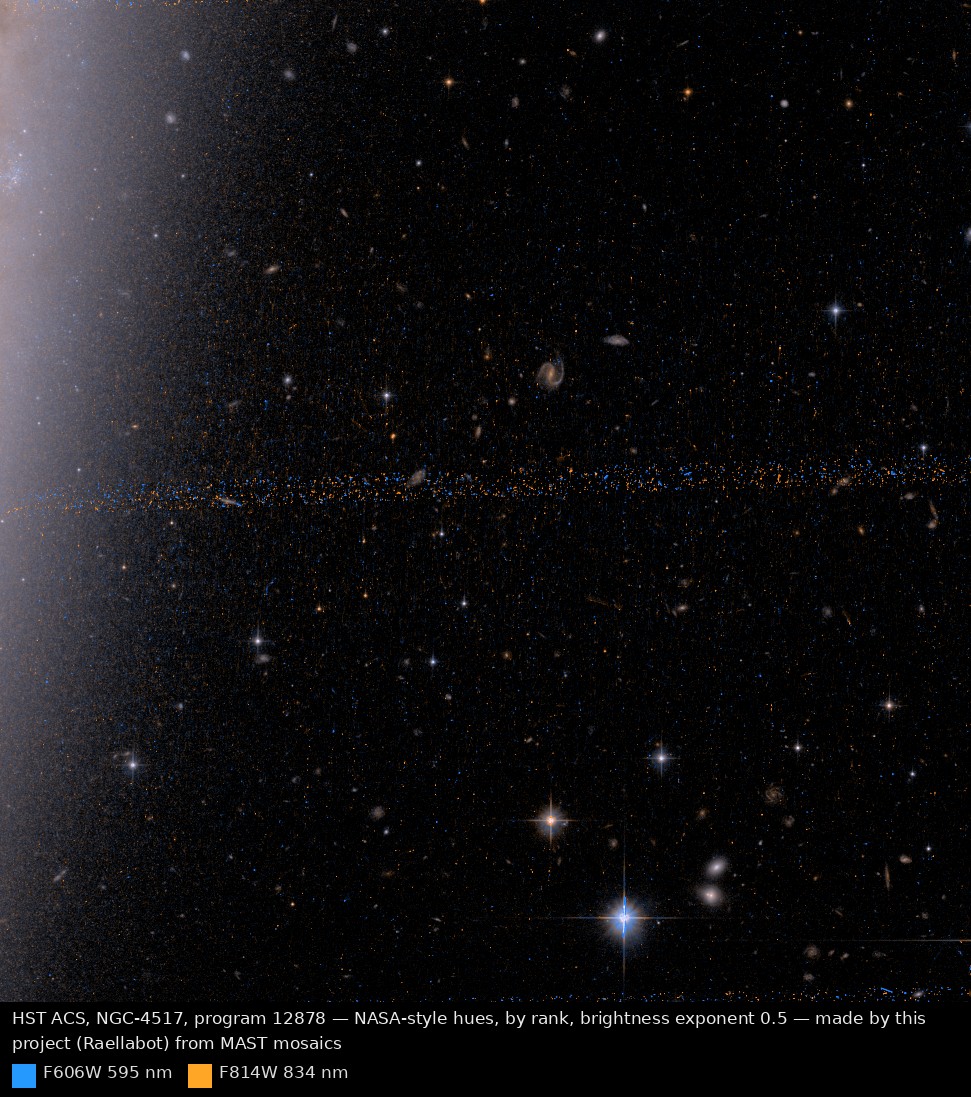 HST ACS, NGC-4517, program 12878 — NASA-style hues, by rank, brightness exponent 0.5 — made by this
project (Raellabot) from MAST mosaics
F606W 595 nm F814W 834 nm